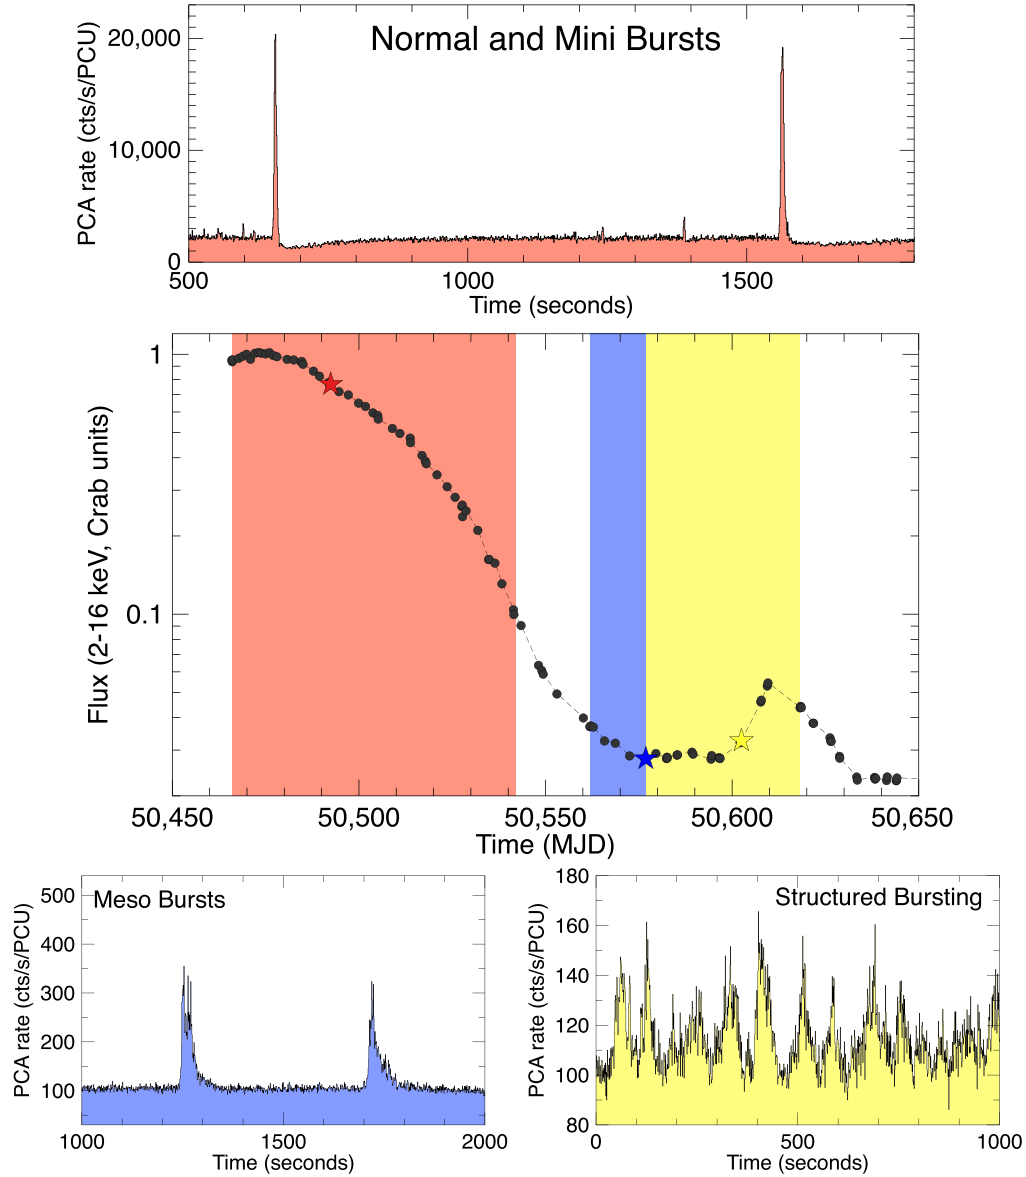 Normal and Mini Bursts
PCA rate (cts/s/PCU)
20,000
10,000
0
500 1000 1500
Time (seconds)
Flux (2-16 keV, Crab units)
1
0.1
50,450 50,500 50,550 50,600 50,650
Time (MJD)
Meso Bursts
PCA rate (cts/s/PCU)
500
400
300
200
100
1000 1500 2000
Time (seconds)
Structured Bursting
PCA rate (cts/s/PCU)
180
160
140
120
100
80
0 500 1000
Time (seconds)